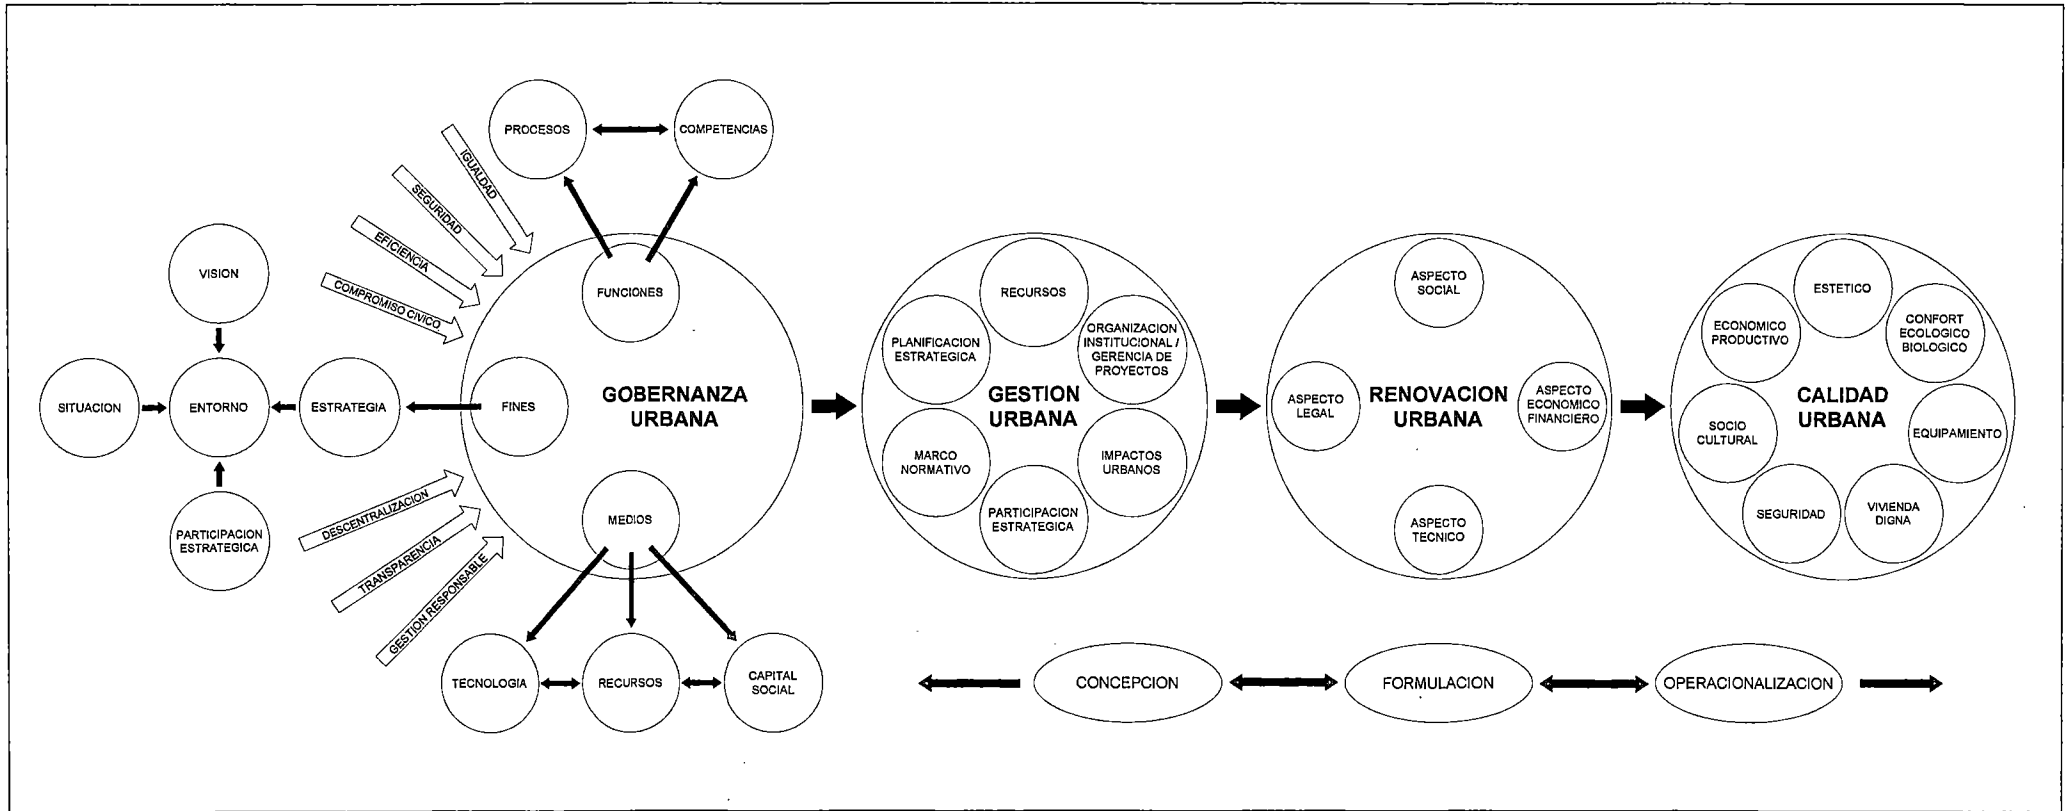 PROCESOS
COMPETENCIAS
IGUALDAD
SEGURIDAD
EFICIENCIA
COMPROMISO CIVICO
VISION
SITUACION
ENTORNO
ESTRATEGIA
PARTICIPACION
ESTRATEGICA
FINES
FUNCIONES
GOBERNANZA
URBANA
MEDIOS
DESCENTRALIZACION
TRANSPARENCIA
GESTION RESPONSABLE
TECNOLOGIA
RECURSOS
CAPITAL
SOCIAL
RECURSOS
PLANIFICACION
ESTRATEGICA
ORGANIZACION
INSTITUCIONAL /
GERENCIA DE
PROYECTOS
GESTION
URBANA
MARCO
NORMATIVO
IMPACTOS
URBANOS
PARTICIPACION
ESTRATEGICA
ASPECTO
SOCIAL
ASPECTO
LEGAL
RENOVACION
URBANA
ASPECTO
ECONOMICO
FINANCIERO
ASPECTO
TECNICO
ESTETICO
ECONOMICO
PRODUCTIVO
CONFORT
ECOLOGICO
BIOLOGICO
CALIDAD
URBANA
SOCIO
CULTURAL
EQUIPAMIENTO
SEGURIDAD
VIVIENDA
DIGNA
CONCEPCION
FORMULACION
OPERACIONALIZACION